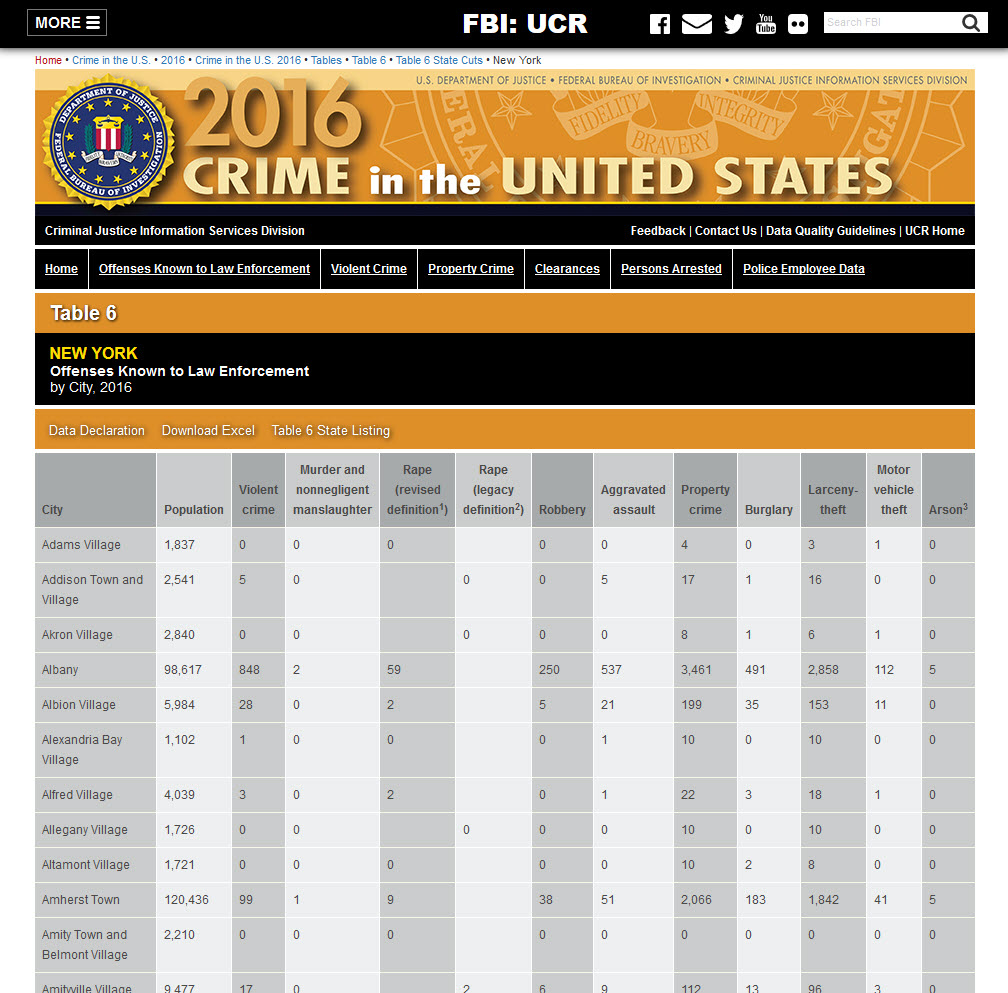 MORE
FBI: UCR
You Tube
Search FBI
Home • Crime in the U.S. • 2016 • Crime in the U.S. 2016 • Tables • Table 6 • Table 6 State Cuts • New York
U.S. DEPARTMENT OF JUSTICE • FEDERAL BUREAU OF INVESTIGATION • CRIMINAL JUSTICE INFORMATION SERVICES DIVISION
DEPARTMENT OF JUSTICE
FEDERAL BUREAU OF INVESTIGATION
FIDELITY
BRAVERY
INTEGRITY
2016
CRIME in the UNITED STATES
Criminal Justice Information Services Division
Feedback | Contact Us | Data Quality Guidelines | UCR Home
Home Offenses Known to Law Enforcement Violent Crime Property Crime Clearances Persons Arrested Police Employee Data
Table 6
NEW YORK
Offenses Known to Law Enforcement
by City, 2016
Data Declaration Download Excel Table 6 State Listing
City Population Violent crime Murder and nonnegligent manslaughter Rape (revised definition1) Rape (legacy definition2) Robbery Aggravated assault Property crime Burglary Larceny-theft Motor vehicle theft Arson3
Adams Village 1,837 0 0 0 0 0 4 0 3 1 0
Addison Town and Village 2,541 5 0 0 0 5 17 1 16 0 0
Akron Village 2,840 0 0 0 0 0 8 1 6 1 0
Albany 98,617 848 2 59 250 537 3,461 491 2,858 112 5
Albion Village 5,984 28 0 2 5 21 199 35 153 11 0
Alexandria Bay Village 1,102 1 0 0 0 1 10 0 10 0 0
Alfred Village 4,039 3 0 2 0 1 22 3 18 1 0
Allegany Village 1,726 0 0 0 0 0 10 0 10 0 0
Altamont Village 1,721 0 0 0 0 0 10 2 8 0 0
Amherst Town 120,436 99 1 9 38 51 2,066 183 1,842 41 5
Amity Town and Belmont Village 2,210 0 0 0 0 0 0 0 0 0 0
Amityville Village 9,477 17 0 2 6 9 112 13 96 3 0